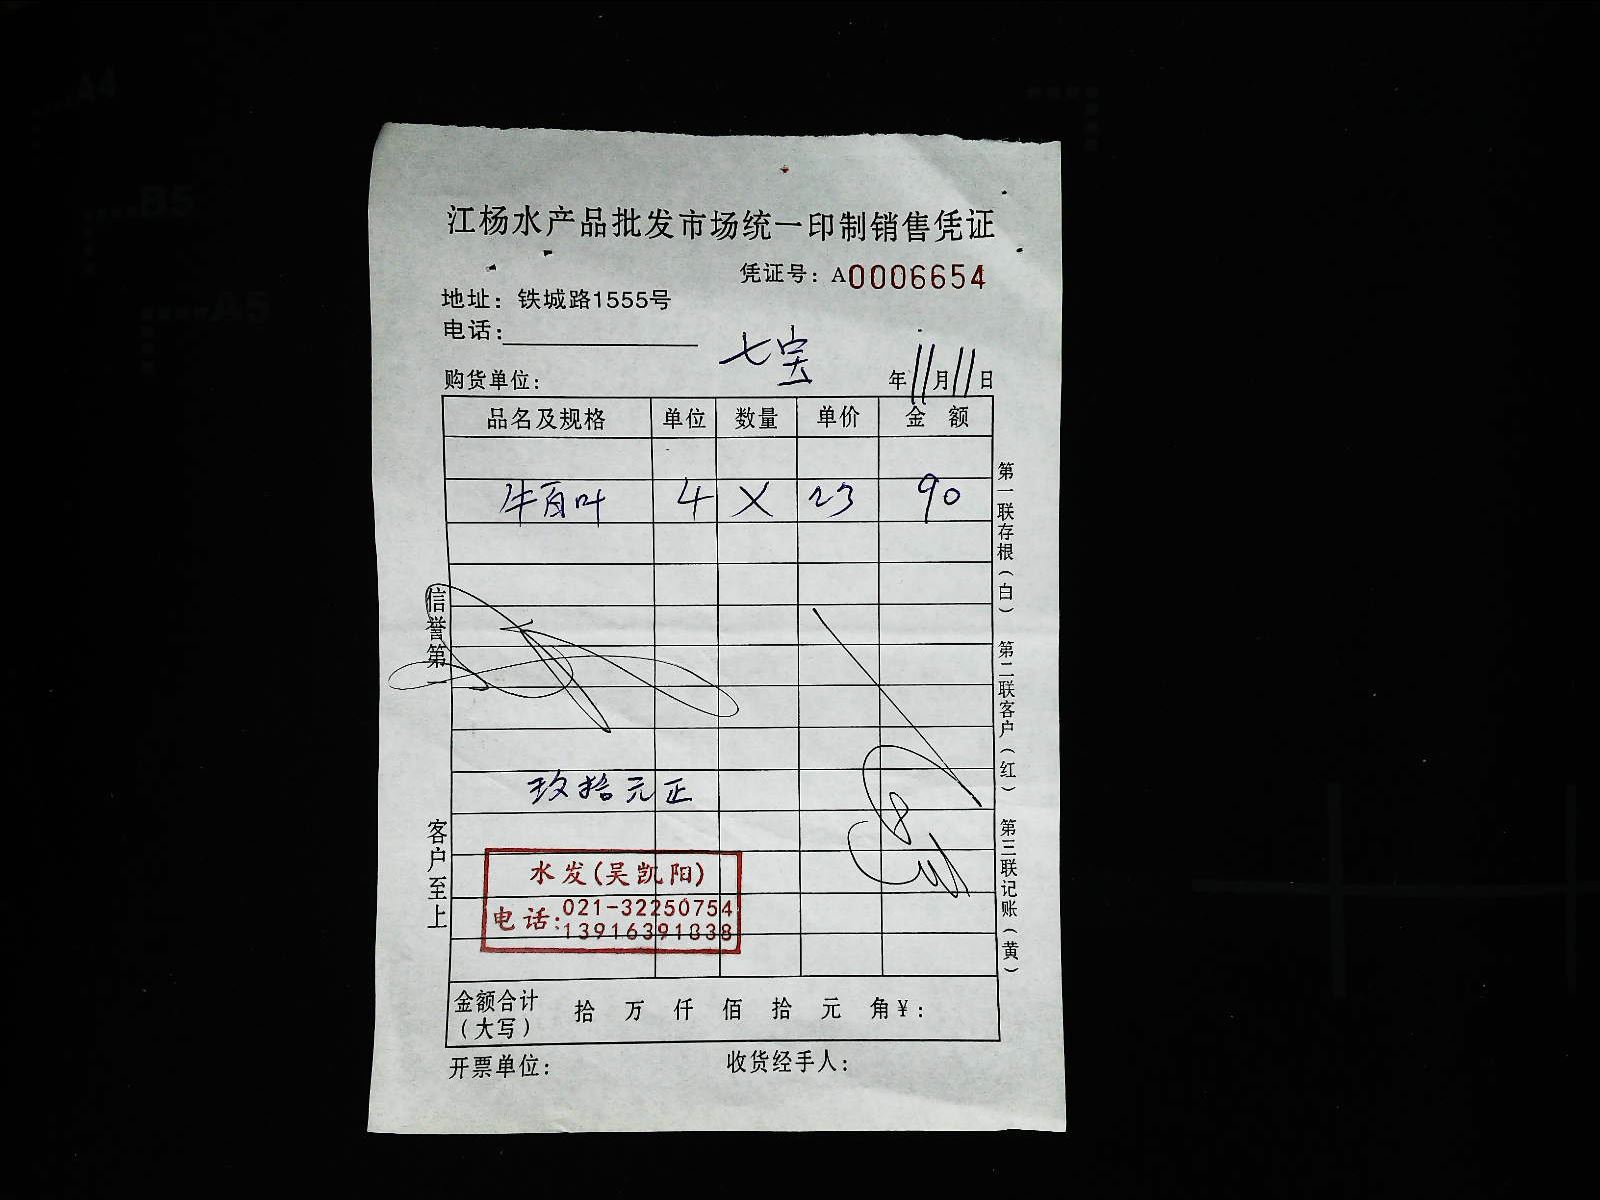 江杨水产品批发市场统一印制销售凭证
凭证号：A0006654
地址：铁城路1555号
电话：
七宝
购货单位： 年11月11日
品名及规格 单位 数量 单价 金 额
牛百叶 4 X 23 90
玖拾元正
水发(吴凯阳)
电话:021-32250754
13916391838
金额合计（大写） 拾 万 仟 佰 拾 元 角 ¥：
开票单位： 收货经手人：
信誉第一
客户至上
第一联存根（白） 第二联客户（红） 第三联记账（黄）
A4
B5
A5